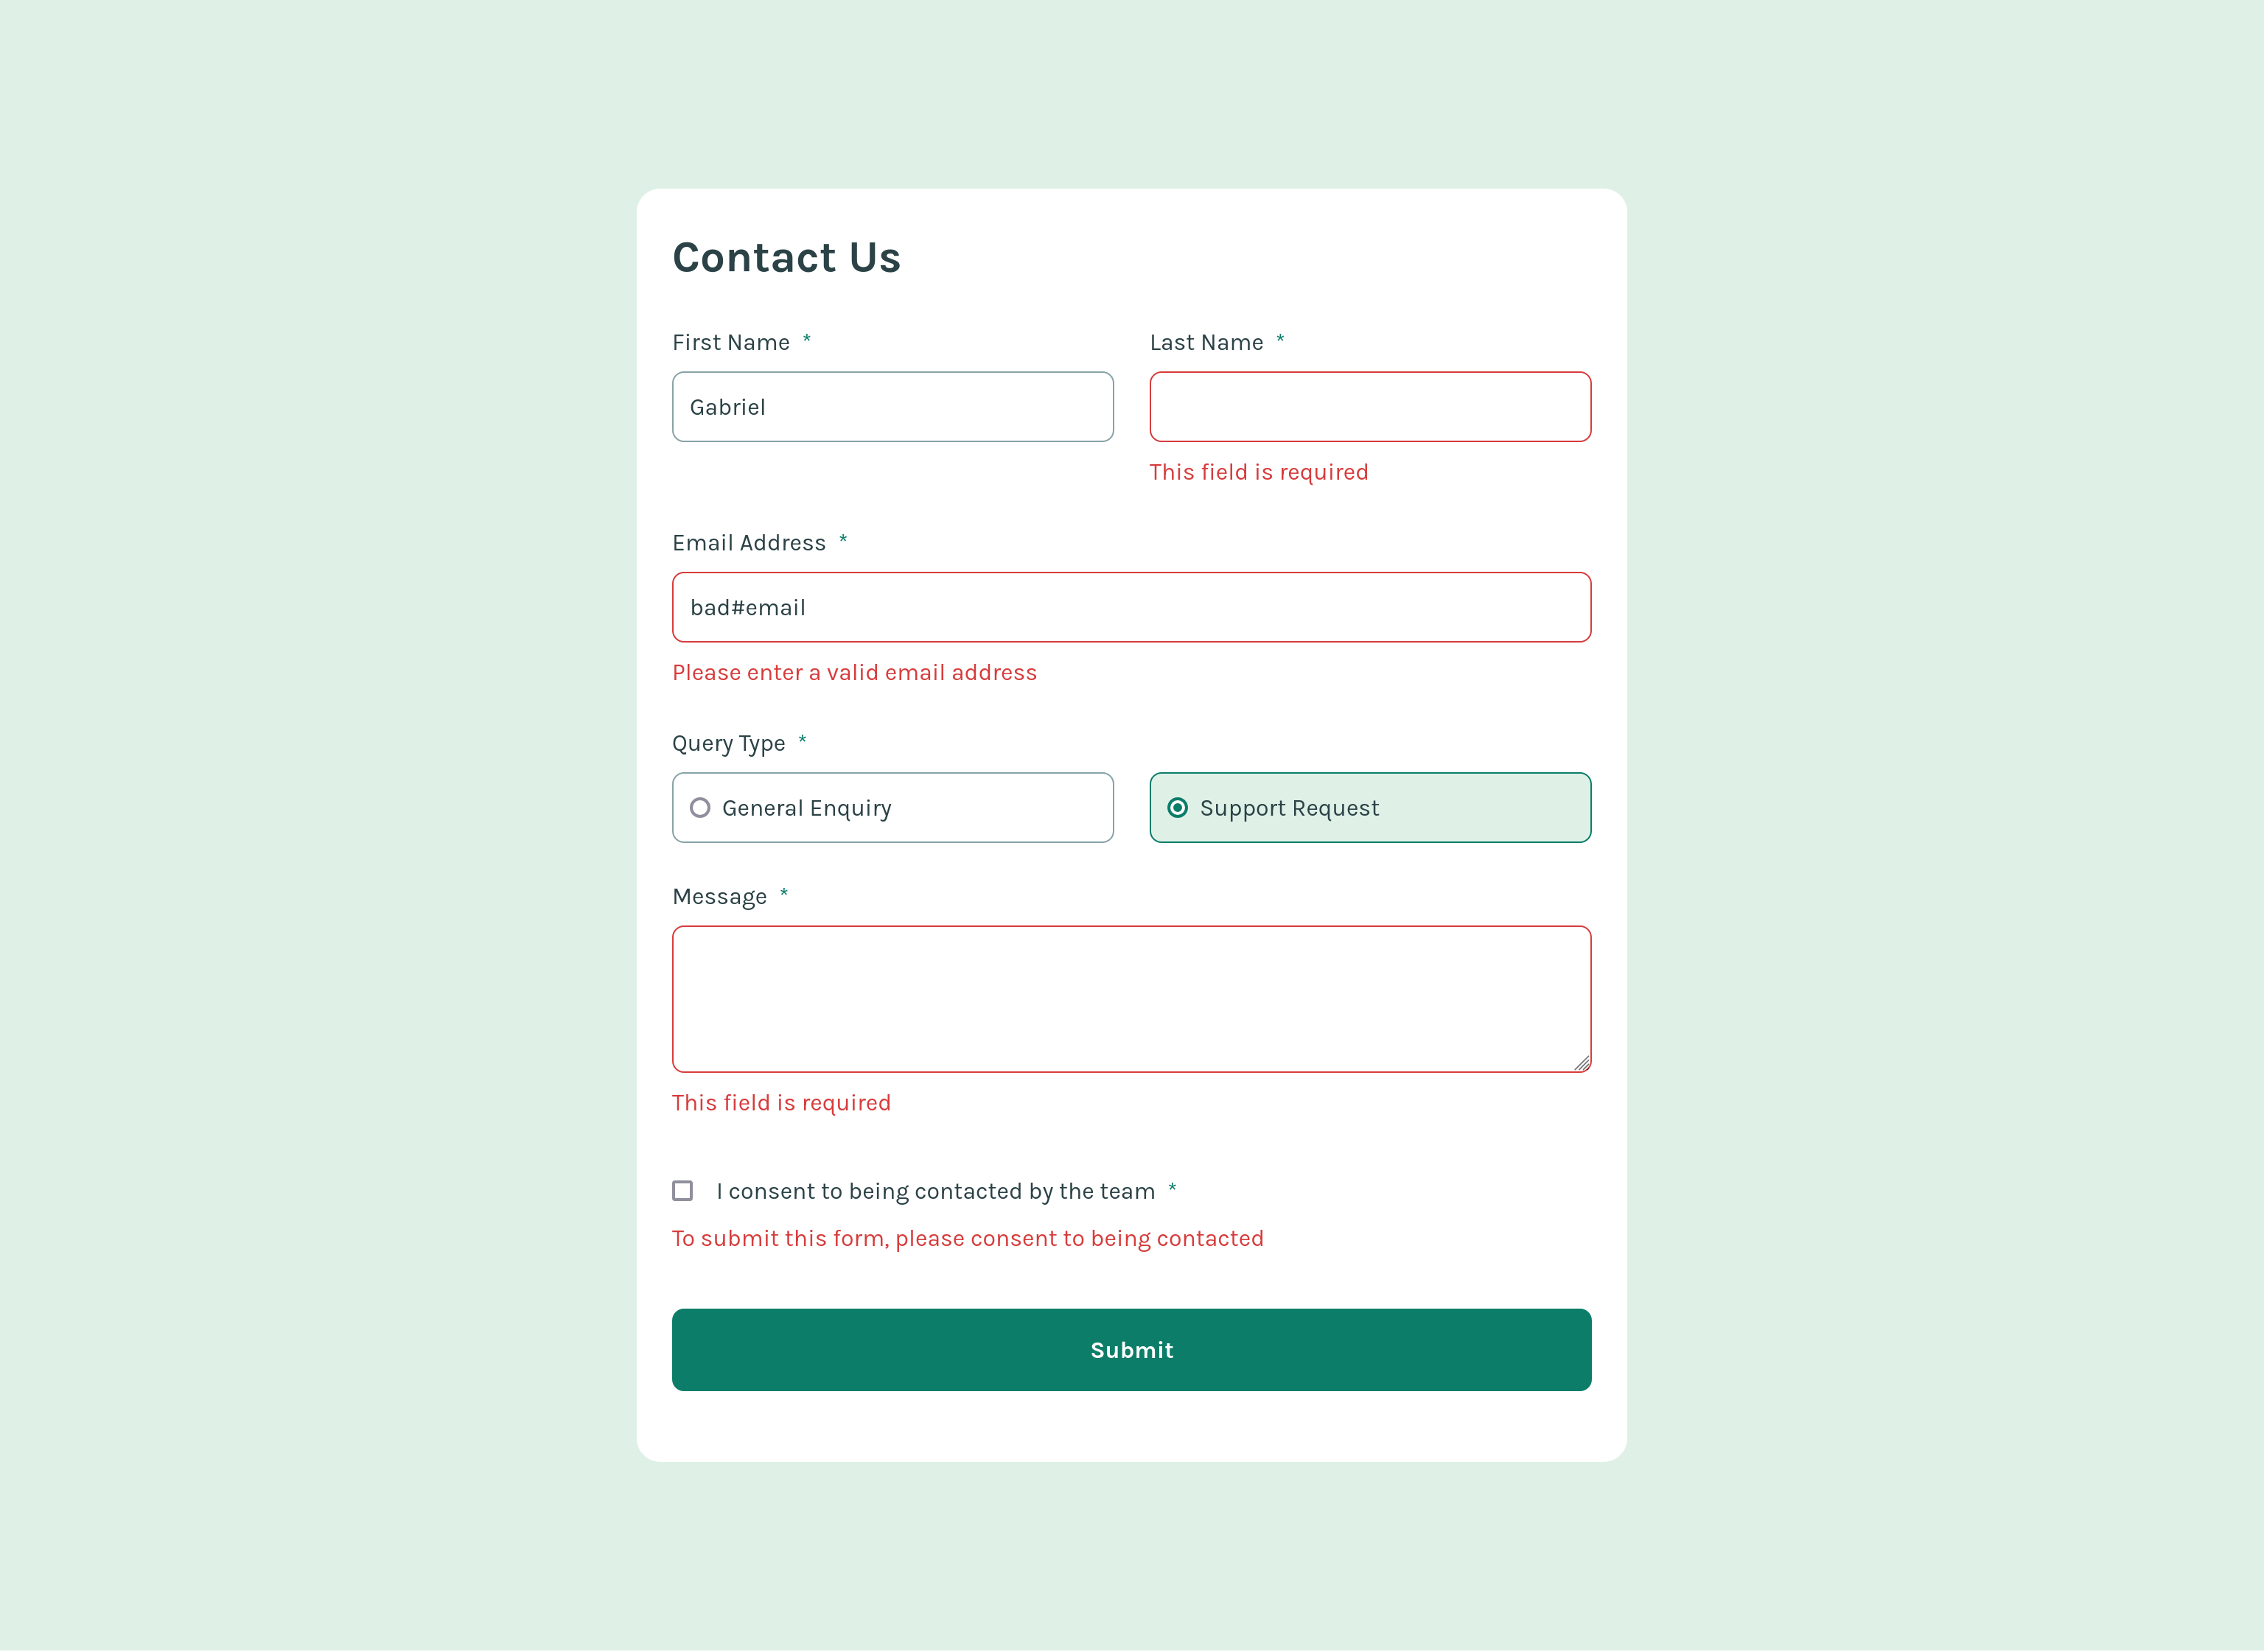 Contact Us
First Name *
Last Name *
Gabriel
This field is required
Email Address *
bad#email
Please enter a valid email address
Query Type *
General Enquiry
Support Request
Message *
This field is required
I consent to being contacted by the team *
To submit this form, please consent to being contacted
Submit